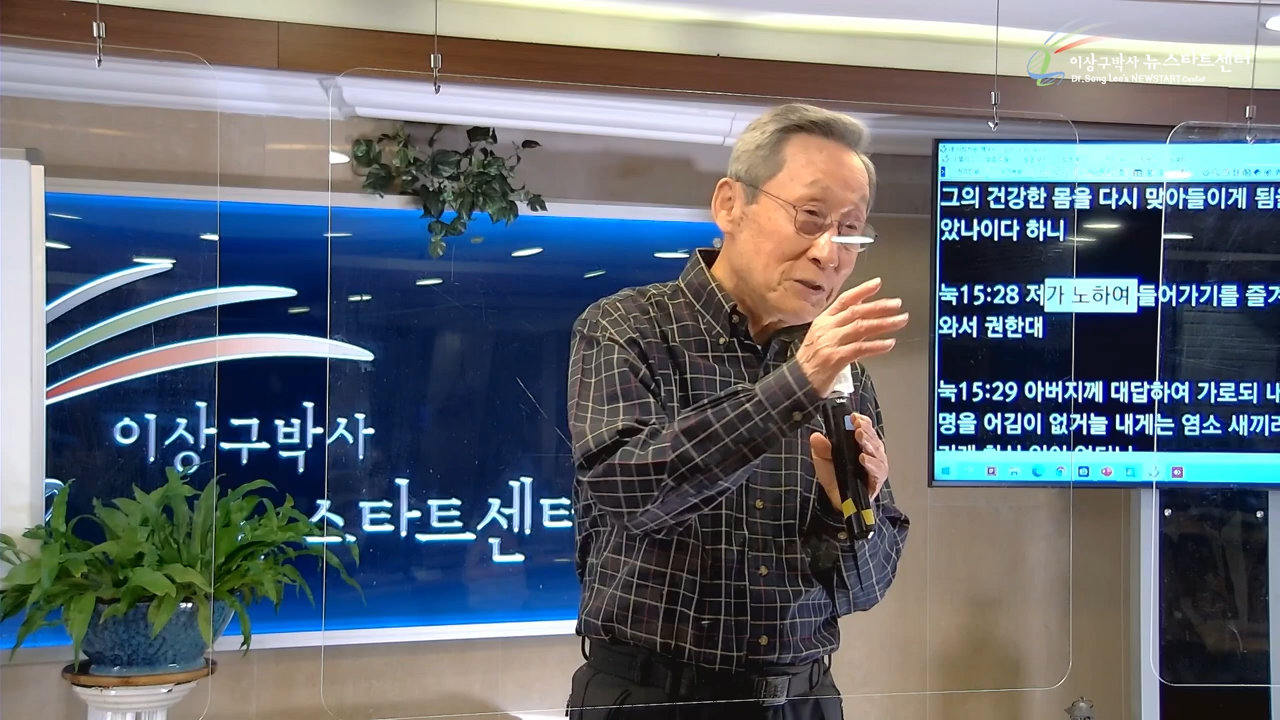 이상구박사 뉴스타트센터
Dr. Sang Lee's NEWSTART Center
그의 건강한 몸을 다시 맞아들이게 됨을
았나이다 하니
눅15:28 저가 노하여 들어가기를 즐겨
와서 권한대
눅15:29 아버지께 대답하여 가로되 내
명을 어김이 없거늘 내게는 염소 새끼라
이상구박사
스타트센터